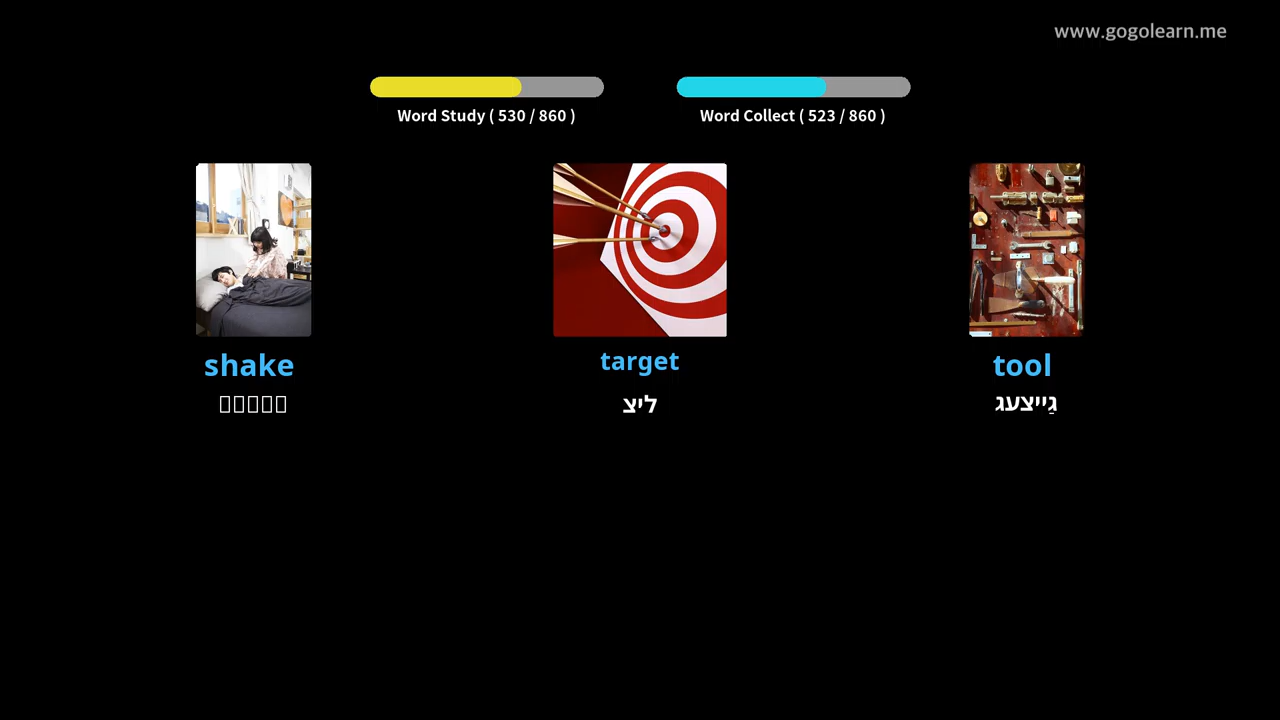 www.gogolearn.me
Word Study ( 530 / 860 )
Word Collect ( 523 / 860 )
shake
target
tool
ליצ
גַייצעג